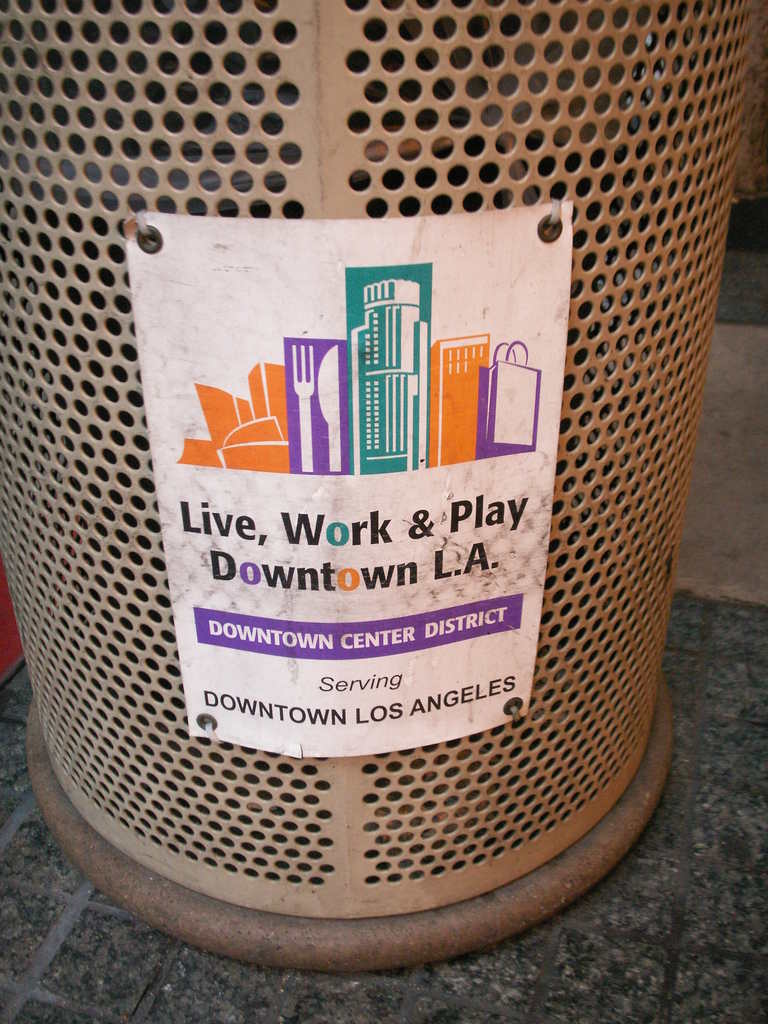 Live, Work & Play
Downtown L.A.
DOWNTOWN CENTER DISTRICT
Serving
DOWNTOWN LOS ANGELES